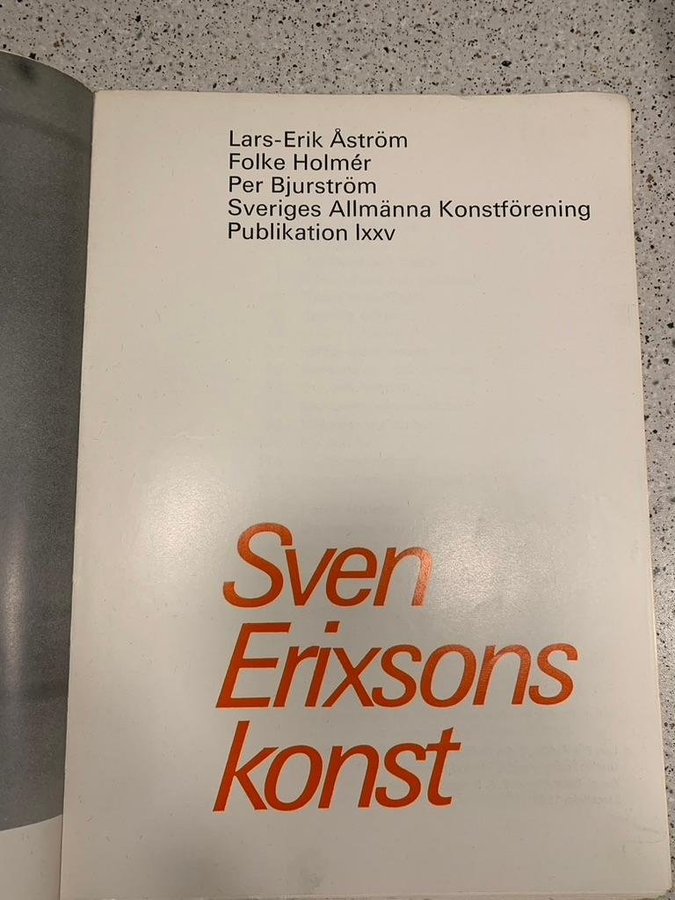 Lars-Erik Åström
Folke Holmér
Per Bjurström
Sveriges Allmänna Konstförening
Publikation lxxv
Sven
Erixsons
konst